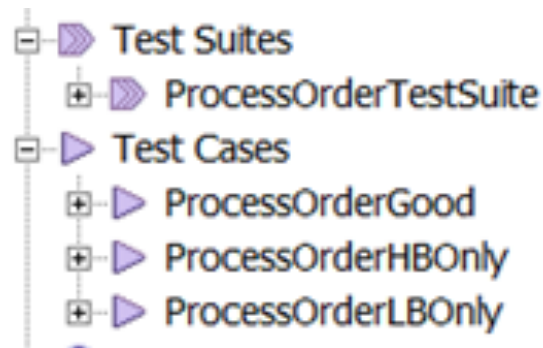 Test Suites
ProcessOrderTestSuite
Test Cases
ProcessOrderGood
ProcessOrderHBOnly
ProcessOrderLBOnly